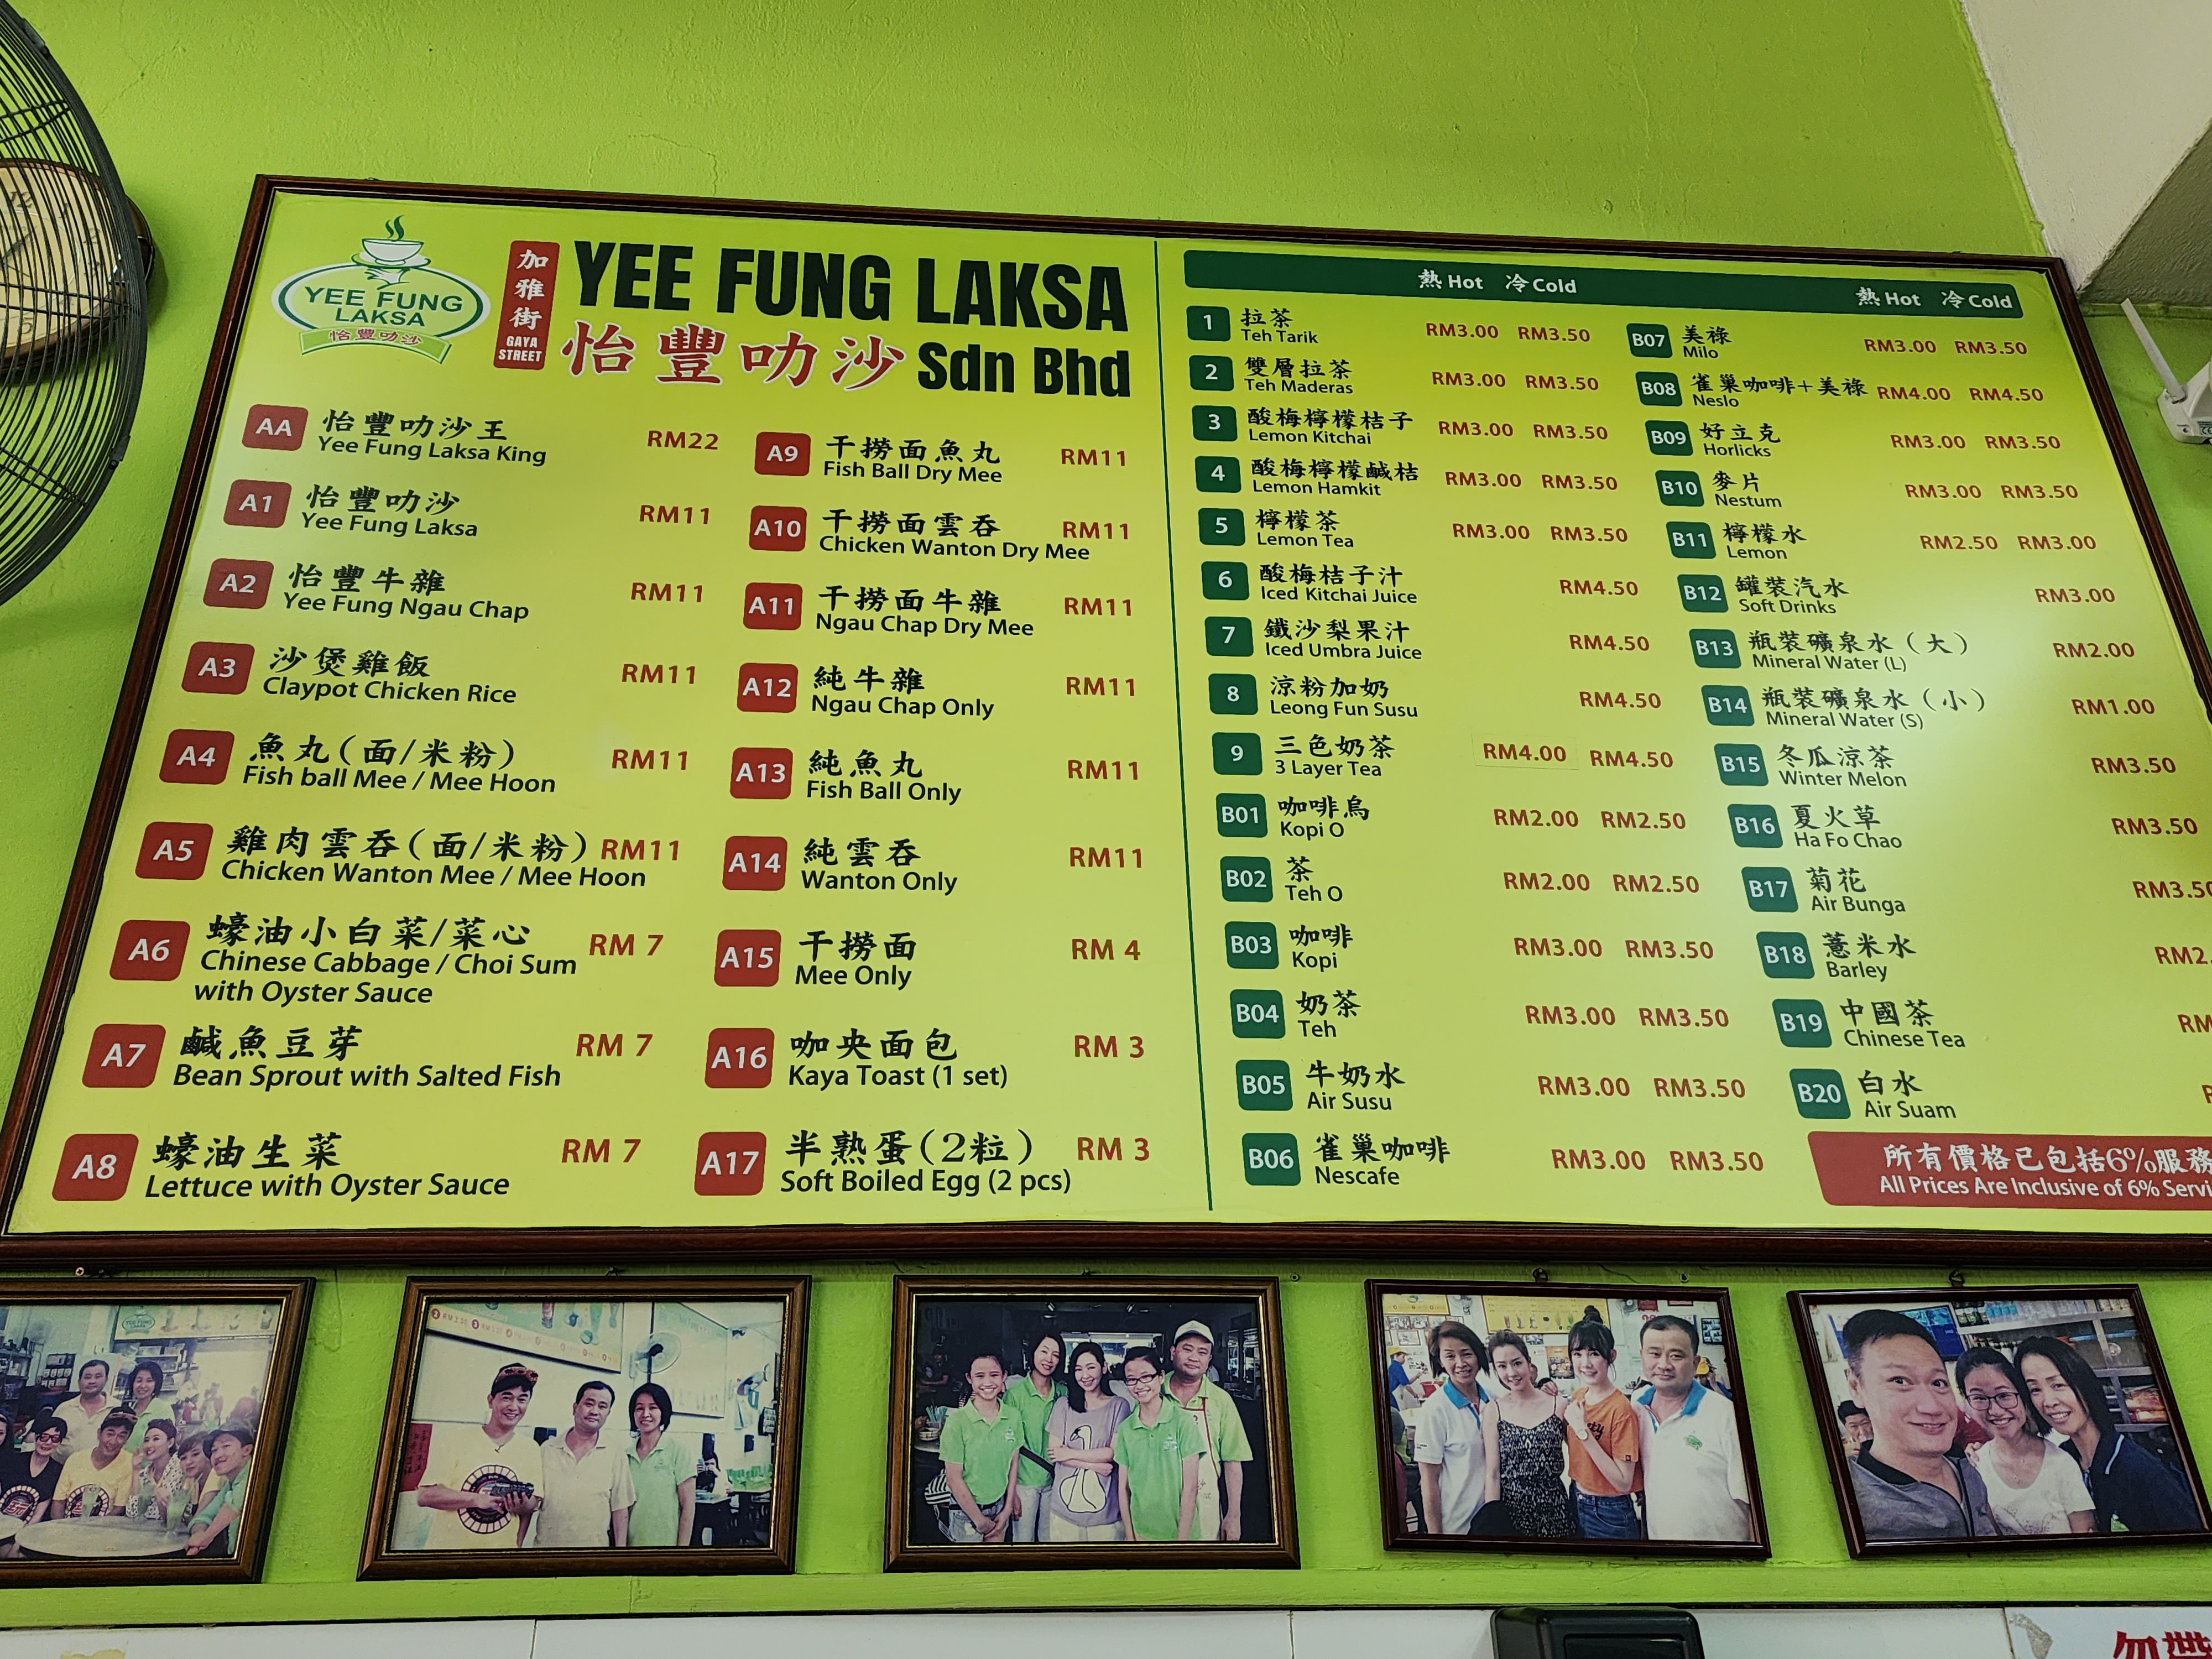 YEE FUNG
LAKSA
怡豐叻沙
加雅街
GAYA
STREET
YEE FUNG LAKSA
怡豐叻沙 Sdn Bhd
AA 怡豐叻沙王 RM22
Yee Fung Laksa King
A1 怡豐叻沙 RM11
Yee Fung Laksa
A2 怡豐牛雜 RM11
Yee Fung Ngau Chap
A3 沙煲雞飯 RM11
Claypot Chicken Rice
A4 魚丸(面/米粉) RM11
Fish ball Mee / Mee Hoon
A5 雞肉雲吞(面/米粉) RM11
Chicken Wanton Mee / Mee Hoon
A6 蠔油小白菜/菜心 RM 7
Chinese Cabbage / Choi Sum
with Oyster Sauce
A7 鹹魚豆芽 RM 7
Bean Sprout with Salted Fish
A8 蠔油生菜 RM 7
Lettuce with Oyster Sauce
A9 干撈面魚丸 RM11
Fish Ball Dry Mee
A10 干撈面雲吞 RM11
Chicken Wanton Dry Mee
A11 干撈面牛雜 RM11
Ngau Chap Dry Mee
A12 純牛雜 RM11
Ngau Chap Only
A13 純魚丸 RM11
Fish Ball Only
A14 純雲吞 RM11
Wanton Only
A15 干撈面 RM 4
Mee Only
A16 咖央面包 RM 3
Kaya Toast (1 set)
A17 半熟蛋(2粒) RM 3
Soft Boiled Egg (2 pcs)
熱 Hot 冷 Cold
1 拉茶 RM3.00 RM3.50
Teh Tarik
2 雙層拉茶 RM3.00 RM3.50
Teh Maderas
3 酸梅檸檬桔子 RM3.00 RM3.50
Lemon Kitchai
4 酸梅檸檬鹹桔 RM3.00 RM3.50
Lemon Hamkit
5 檸檬茶 RM3.00 RM3.50
Lemon Tea
6 酸梅桔子汁 RM4.50
Iced Kitchai Juice
7 鐵沙梨果汁 RM4.50
Iced Umbra Juice
8 涼粉加奶 RM4.50
Leong Fun Susu
9 三色奶茶 RM4.00 RM4.50
3 Layer Tea
B01 咖啡烏 RM2.00 RM2.50
Kopi O
B02 茶 RM2.00 RM2.50
Teh O
B03 咖啡 RM3.00 RM3.50
Kopi
B04 奶茶 RM3.00 RM3.50
Teh
B05 牛奶水 RM3.00 RM3.50
Air Susu
B06 雀巢咖啡 RM3.00 RM3.50
Nescafe
熱 Hot 冷 Cold
B07 美祿 RM3.00 RM3.50
Milo
B08 雀巢咖啡+美祿 RM4.00 RM4.50
Neslo
B09 好立克 RM3.00 RM3.50
Horlicks
B10 麥片 RM3.00 RM3.50
Nestum
B11 檸檬水 RM2.50 RM3.00
Lemon
B12 罐裝汽水 RM3.00
Soft Drinks
B13 瓶裝礦泉水(大) RM2.00
Mineral Water (L)
B14 瓶裝礦泉水(小) RM1.00
Mineral Water (S)
B15 冬瓜涼茶 RM3.50
Winter Melon
B16 夏火草 RM3.50
Ha Fo Chao
B17 菊花 RM3.50
Air Bunga
B18 薏米水 RM2.
Barley
B19 中國茶 RM
Chinese Tea
B20 白水
Air Suam
所有價格已包括6%服務
All Prices Are Inclusive of 6% Servi